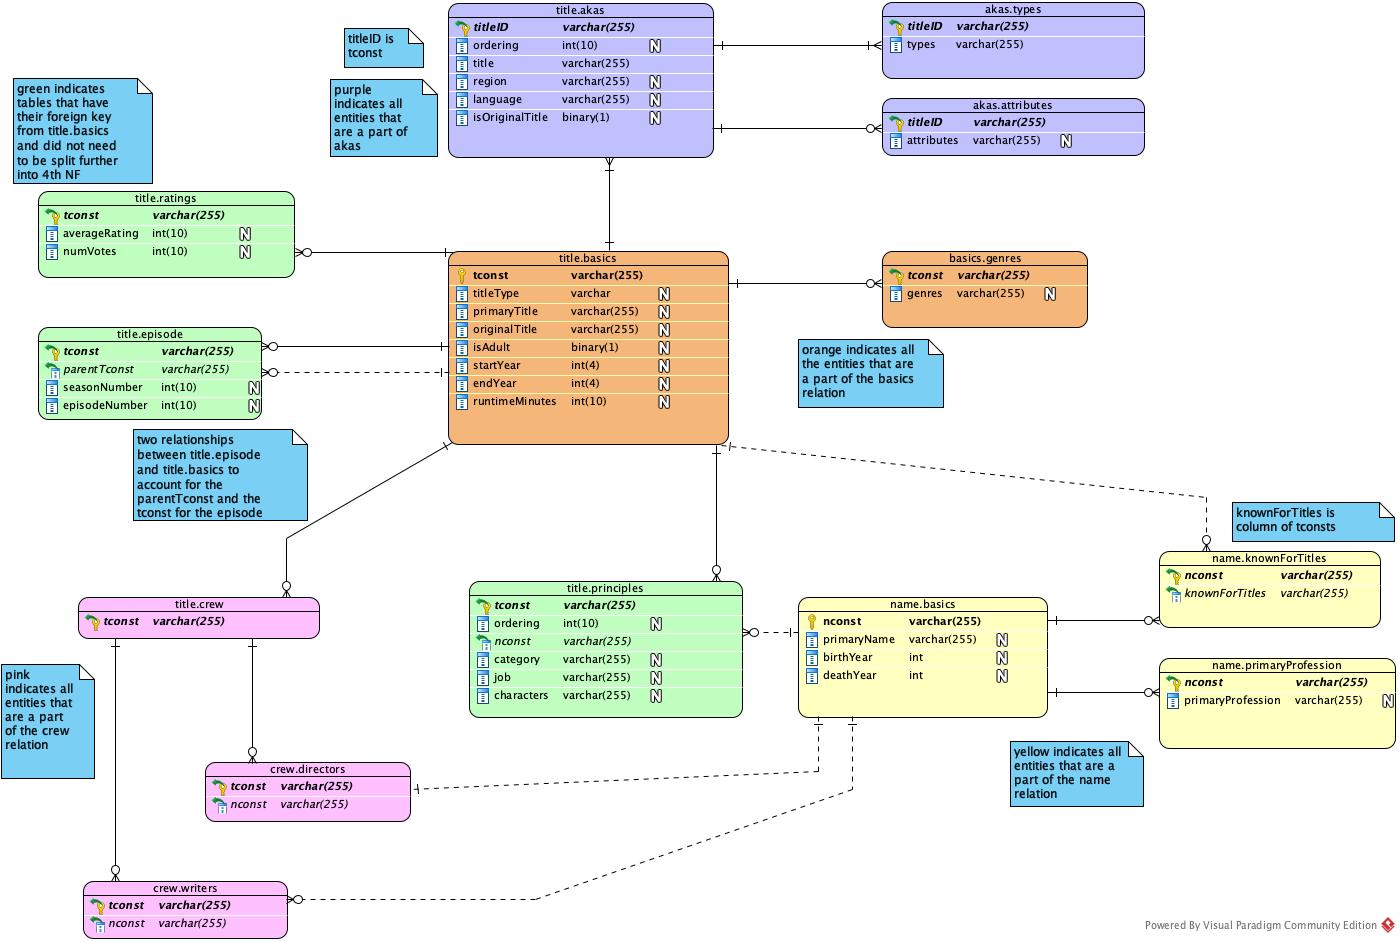 title.akas
titleID varchar(255)
ordering int(10) N
title varchar(255)
region varchar(255) N
language varchar(255) N
isOriginalTitle binary(1) N
akas.types
titleID varchar(255)
types varchar(255)
titleID is
tconst
green indicates
tables that have
their foreign key
from title.basics
and did not need
to be split further
into 4th NF
purple
indicates all
entities that
are a part of
akas
akas.attributes
titleID varchar(255)
attributes varchar(255) N
title.ratings
tconst varchar(255)
averageRating int(10) N
numVotes int(10) N
title.basics
tconst varchar(255)
titleType varchar N
primaryTitle varchar(255) N
originalTitle varchar(255) N
isAdult binary(1) N
startYear int(4) N
endYear int(4) N
runtimeMinutes int(10) N
basics.genres
tconst varchar(255)
genres varchar(255) N
title.episode
tconst varchar(255)
parentTconst varchar(255)
seasonNumber int(10) N
episodeNumber int(10) N
orange indicates all
the entities that are
a part of the basics
relation
two relationships
between title.episode
and title.basics to
account for the
parentTconst and the
tconst for the episode
knownForTitles is
column of tconsts
name.knownForTitles
nconst varchar(255)
knownForTitles varchar(255)
title.crew
tconst varchar(255)
title.principles
tconst varchar(255)
ordering int(10) N
nconst varchar(255)
category varchar(255) N
job varchar(255) N
characters varchar(255) N
name.basics
nconst varchar(255)
primaryName varchar(255) N
birthYear int N
deathYear int N
name.primaryProfession
nconst varchar(255)
primaryProfession varchar(255) N
pink
indicates all
entities that
are a part
of the crew
relation
yellow indicates all
entities that are a
part of the name
relation
crew.directors
tconst varchar(255)
nconst varchar(255)
crew.writers
tconst varchar(255)
nconst varchar(255)
Powered By Visual Paradigm Community Edition